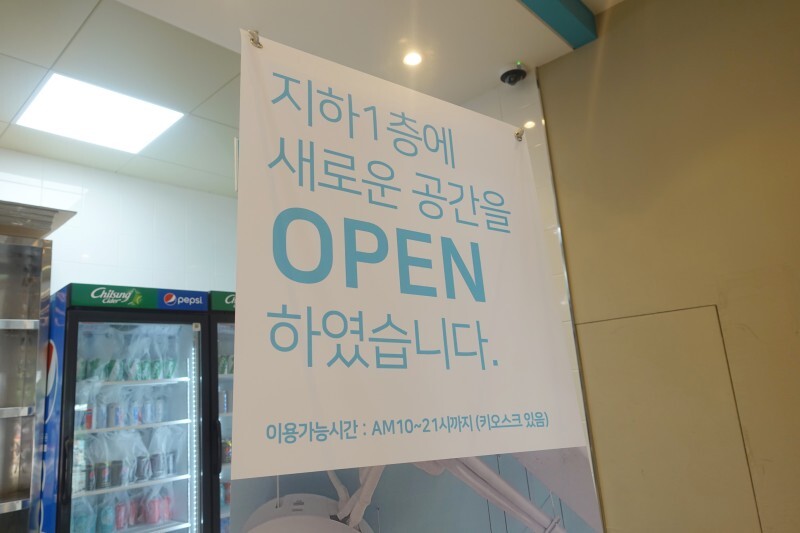 지하1층에
새로운 공간을
OPEN
하였습니다.
이용가능시간 : AM10~21시까지 (키오스크 있음)
Chilsung
Cider
pepsi
C